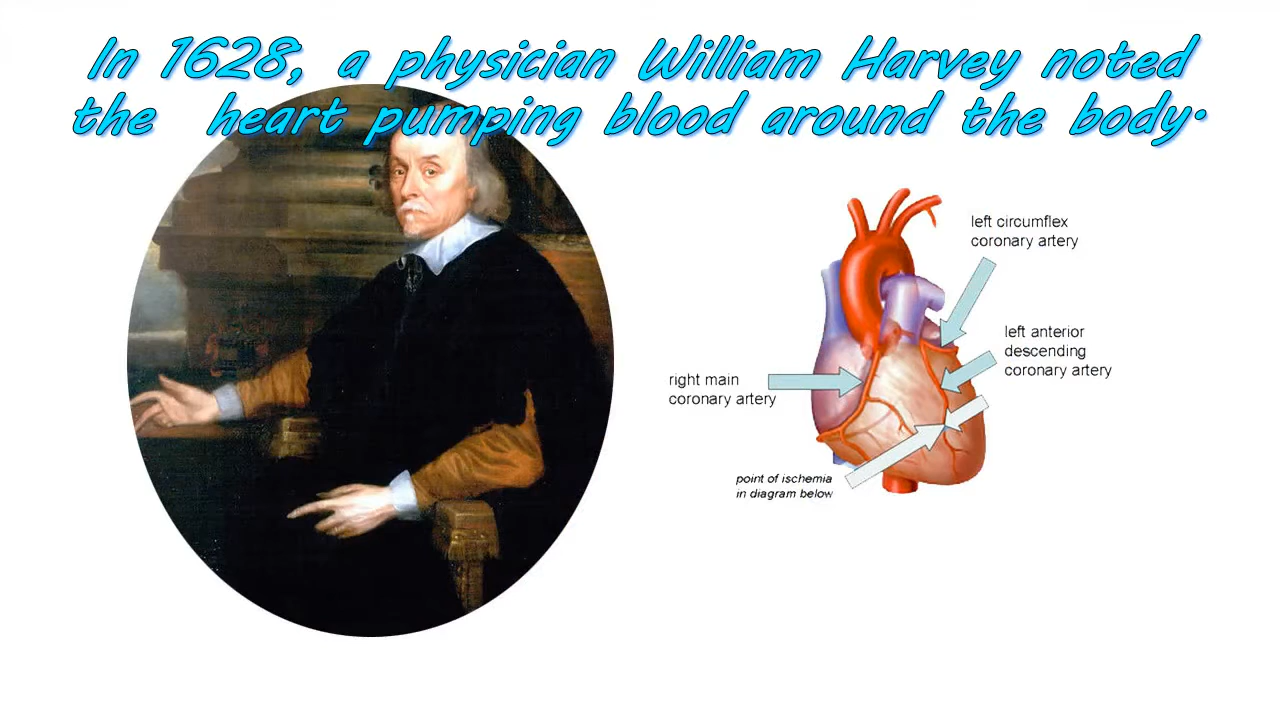 In 1628, a physician William Harvey noted
the heart pumping blood around the body.
left circumflex
coronary artery
left anterior
descending
coronary artery
right main
coronary artery
point of ischemia
in diagram below